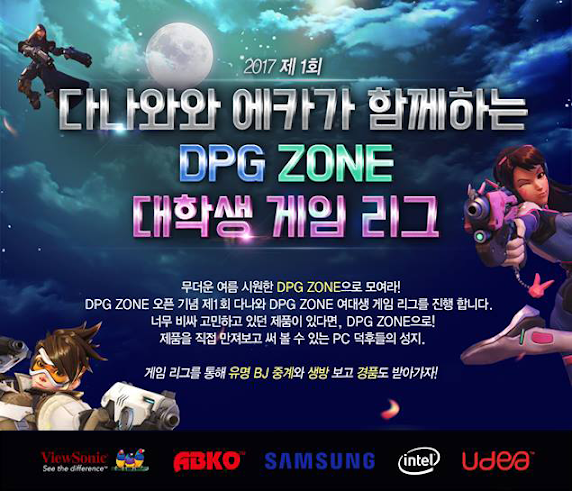 2017 제 1회
다나와와 에카가 함께하는
DPG ZONE
대학생 게임 리그
무더운 여름 시원한 DPG ZONE으로 모여라!
DPG ZONE 오픈 기념 제1회 다나와 DPG ZONE 여대생 게임 리그를 진행 합니다.
너무 비싸 고민하고 있던 제품이 있다면, DPG ZONE으로!
제품을 직접 만져보고 써 볼 수 있는 PC 덕후들의 성지.
게임 리그를 통해 유명 BJ 중계와 생방 보고 경품도 받아가자!
ViewSonic ABKO SAMSUNG intel udea
See the difference™